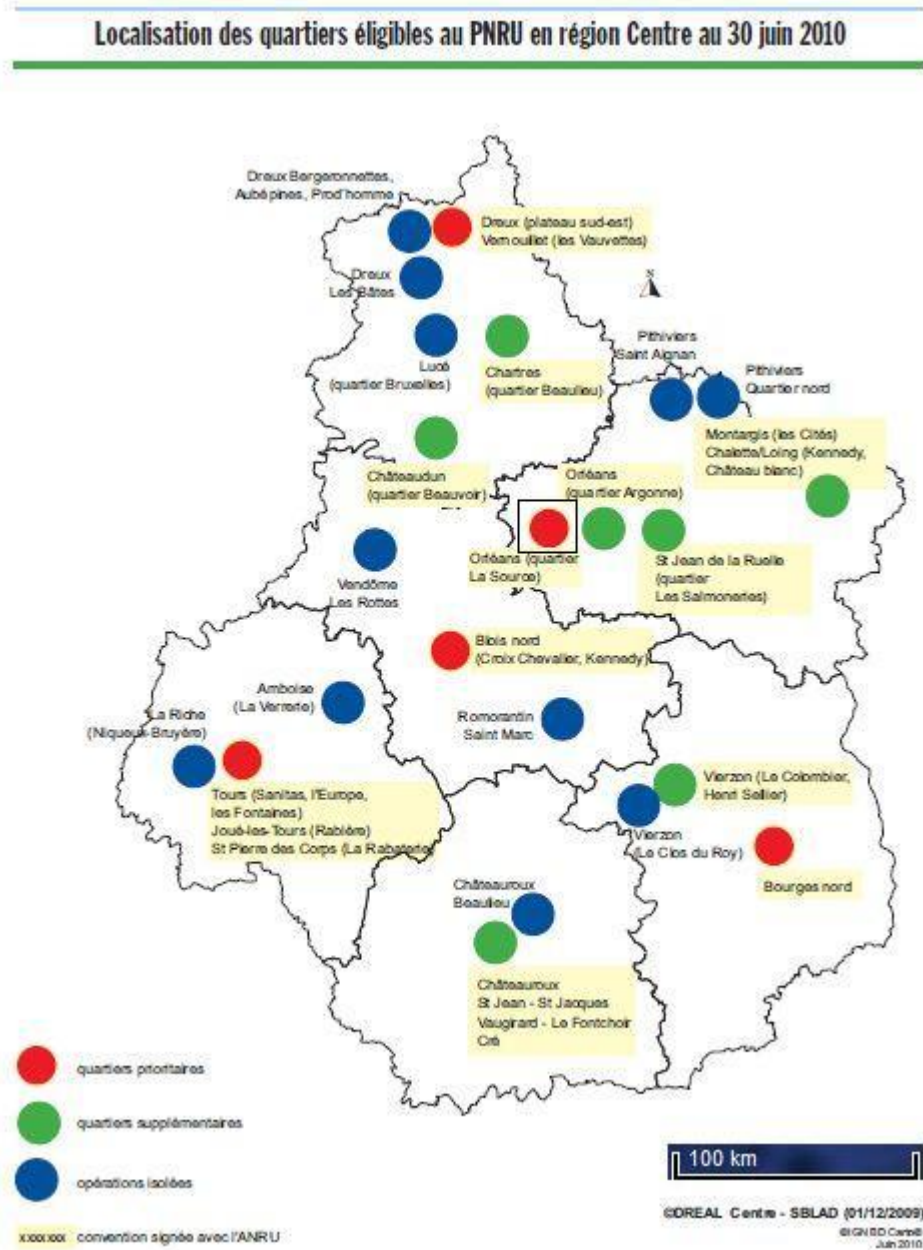 Localisation des quartiers éligibles au PNRU en région Centre au 30 juin 2010
Dreux Bergeronnettes,
Aubépines, Prod'homme
Dreux (plateau sud-est)
Vernouillet (les Vauvettes)
Dreux
Les Bâtes
N
Lucé
(quartier Bruxelles)
Chartres
(quartier Beaulieu)
Pithiviers
Saint Aignan
Pithiviers
Quartier nord
Montargis (les Cités)
Chalette/Loing (Kennedy,
Château blanc)
Châteaudun
(quartier Beauvoir)
Orléans
(quartier Argonne)
Orléans (quartier
La Source)
St Jean de la Ruelle
(quartier
Les Salmoneries)
Vendôme
Les Rottes
Blois nord
(Croix Chevalier, Kennedy)
Amboise
(La Verrerie)
La Riche
(Niqueux-Bruyère)
Romorantin
Saint Marc
Tours (Sanitas, l'Europe,
les Fontaines)
Joué-les-Tours (Rabière)
St Pierre des Corps (La Rabaterie)
Vierzon (Le Colombier,
Henri Sellier)
Vierzon
(Le Clos du Roy)
Bourges nord
Châteauroux
Beaulieu
Châteauroux
St Jean - St Jacques
Vaugirard - Le Fontchoir
Cré
quartiers prioritaires
quartiers supplémentaires
opérations isolées
xxxxxxx convention signée avec l'ANRU
100 km
©DREAL Centre - SBLAD (01/12/2009)
©IGN BD Carto®
Juin 2010